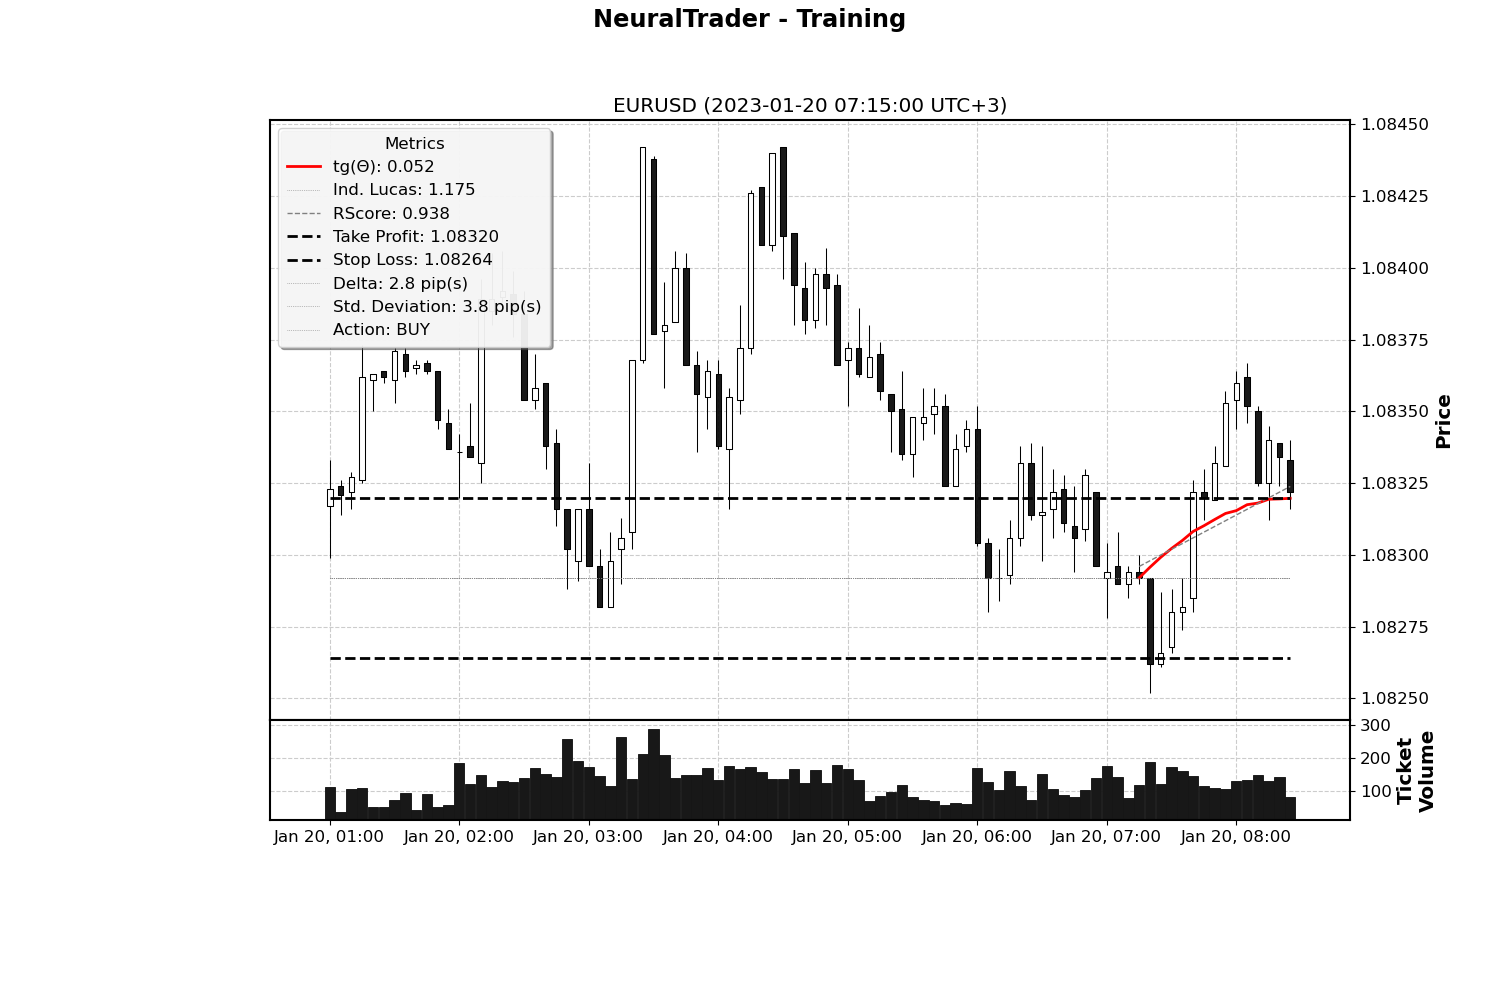 NeuralTrader - Training
EURUSD (2023-01-20 07:15:00 UTC+3)
Metrics
tg(Θ): 0.052
Ind. Lucas: 1.175
RScore: 0.938
Take Profit: 1.08320
Stop Loss: 1.08264
Delta: 2.8 pip(s)
Std. Deviation: 3.8 pip(s)
Action: BUY
1.08450
1.08425
1.08400
1.08375
1.08350
1.08325
1.08300
1.08275
1.08250
Price
300
200
100
Ticket
Volume
Jan 20, 01:00 Jan 20, 02:00 Jan 20, 03:00 Jan 20, 04:00 Jan 20, 05:00 Jan 20, 06:00 Jan 20, 07:00 Jan 20, 08:00